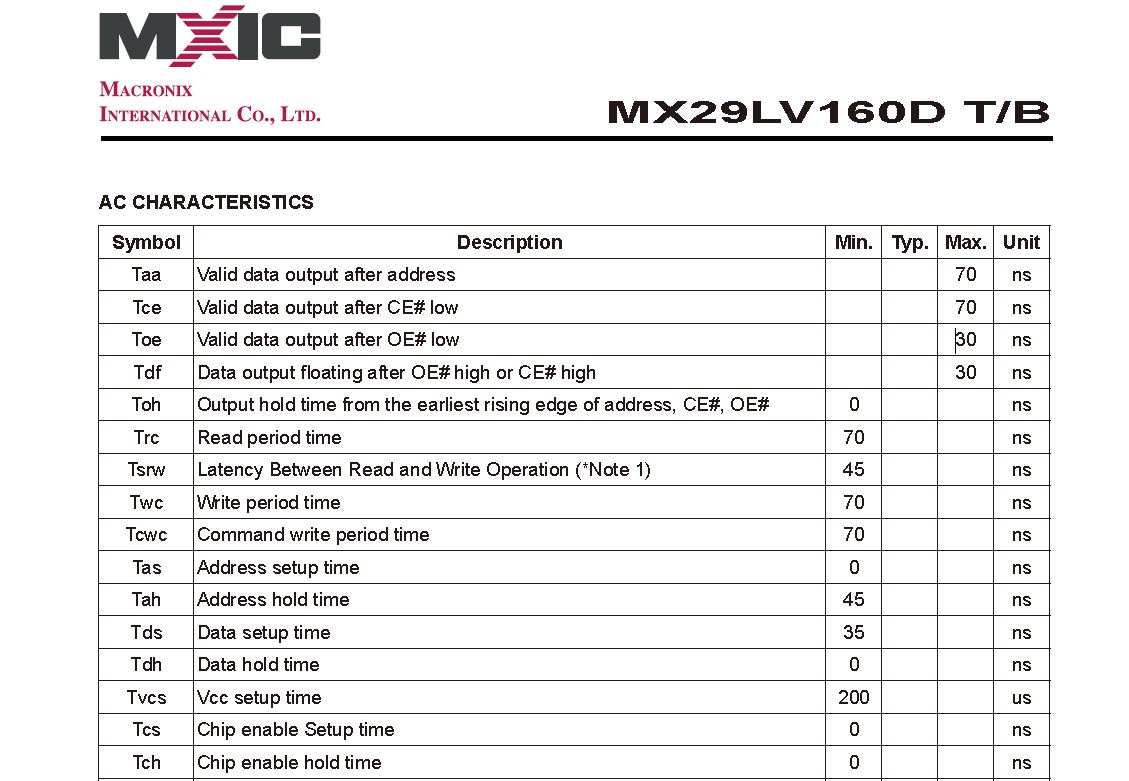 MXIC
MACRONIX
INTERNATIONAL CO., LTD.
MX29LV160D T/B
AC CHARACTERISTICS
Symbol Description Min. Typ. Max. Unit
Taa Valid data output after address 70 ns
Tce Valid data output after CE# low 70 ns
Toe Valid data output after OE# low 30 ns
Tdf Data output floating after OE# high or CE# high 30 ns
Toh Output hold time from the earliest rising edge of address, CE#, OE# 0 ns
Trc Read period time 70 ns
Tsrw Latency Between Read and Write Operation (*Note 1) 45 ns
Twc Write period time 70 ns
Tcwc Command write period time 70 ns
Tas Address setup time 0 ns
Tah Address hold time 45 ns
Tds Data setup time 35 ns
Tdh Data hold time 0 ns
Tvcs Vcc setup time 200 us
Tcs Chip enable Setup time 0 ns
Tch Chip enable hold time 0 ns